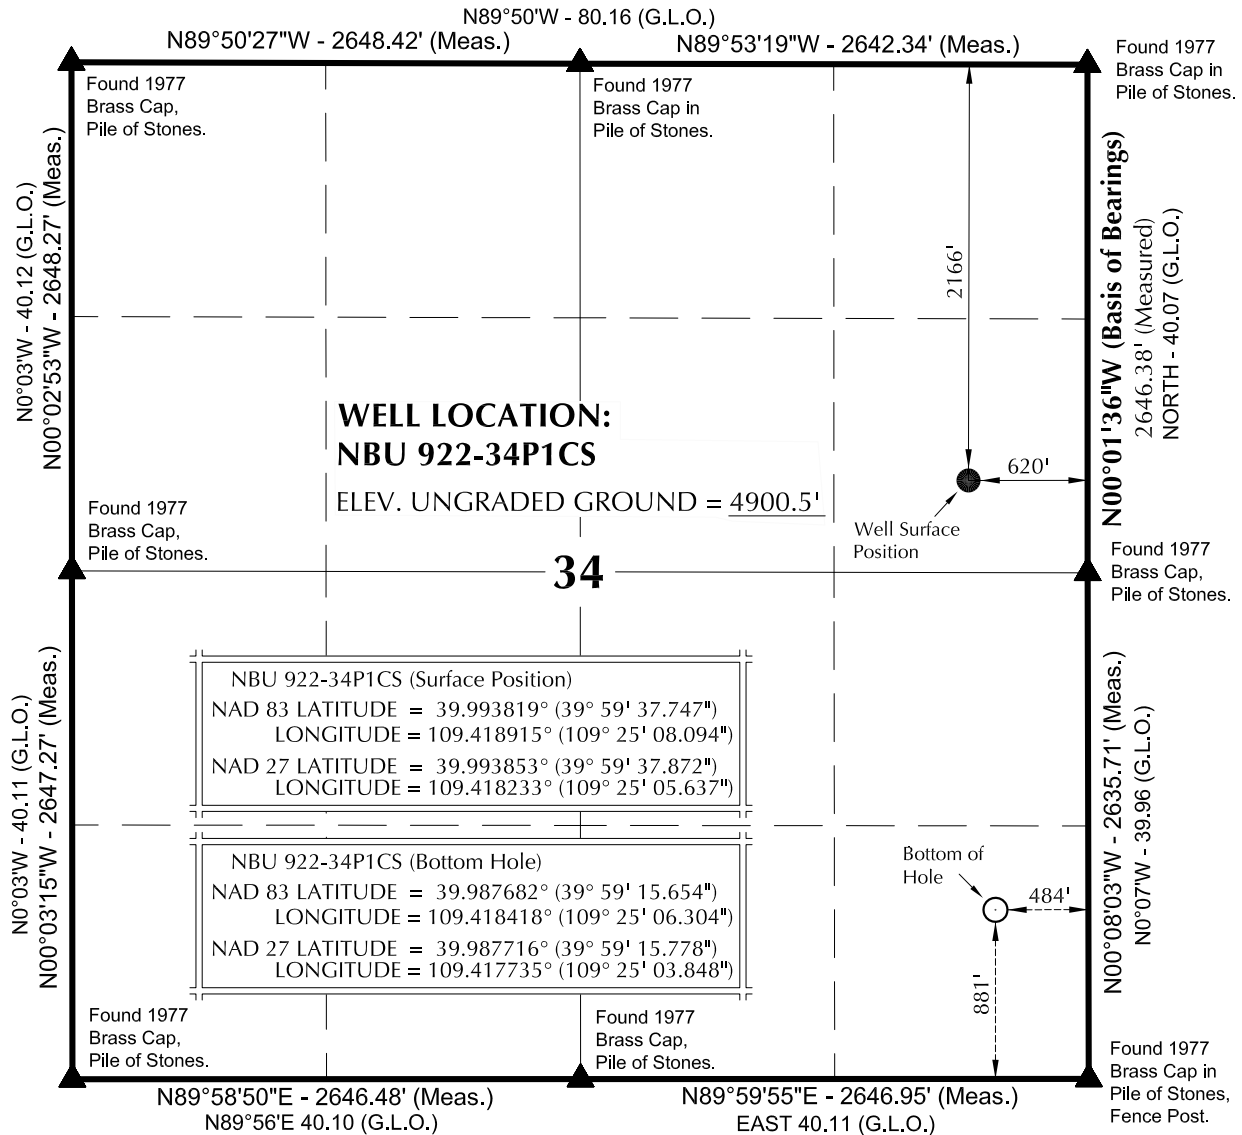 N89°50'W - 80.16 (G.L.O.)
N89°50'27"W - 2648.42' (Meas.)
N89°53'19"W - 2642.34' (Meas.)
Found 1977
Brass Cap,
Pile of Stones.
Found 1977
Brass Cap in
Pile of Stones.
Found 1977
Brass Cap in
Pile of Stones.
N0°03'W - 40.12 (G.L.O.)
N00°02'53"W - 2648.27' (Meas.)
2166'
N00°01'36"W (Basis of Bearings)
2646.38' (Measured)
NORTH - 40.07 (G.L.O.)
WELL LOCATION:
NBU 922-34P1CS
ELEV. UNGRADED GROUND = 4900.5'
620'
Well Surface
Position
Found 1977
Brass Cap,
Pile of Stones.
34
Found 1977
Brass Cap,
Pile of Stones.
N0°03'W - 40.11 (G.L.O.)
N00°03'15"W - 2647.27' (Meas.)
NBU 922-34P1CS (Surface Position)
NAD 83 LATITUDE = 39.993819° (39° 59' 37.747")
LONGITUDE = 109.418915° (109° 25' 08.094")
NAD 27 LATITUDE = 39.993853° (39° 59' 37.872")
LONGITUDE = 109.418233° (109° 25' 05.637")
NBU 922-34P1CS (Bottom Hole)
NAD 83 LATITUDE = 39.987682° (39° 59' 15.654")
LONGITUDE = 109.418418° (109° 25' 06.304")
NAD 27 LATITUDE = 39.987716° (39° 59' 15.778")
LONGITUDE = 109.417735° (109° 25' 03.848")
Bottom of
Hole
484'
881'
N00°08'03"W - 2635.71' (Meas.)
N0°07'W - 39.96 (G.L.O.)
Found 1977
Brass Cap,
Pile of Stones.
Found 1977
Brass Cap,
Pile of Stones.
Found 1977
Brass Cap in
Pile of Stones,
Fence Post.
N89°58'50"E - 2646.48' (Meas.)
N89°56'E 40.10 (G.L.O.)
N89°59'55"E - 2646.95' (Meas.)
EAST 40.11 (G.L.O.)